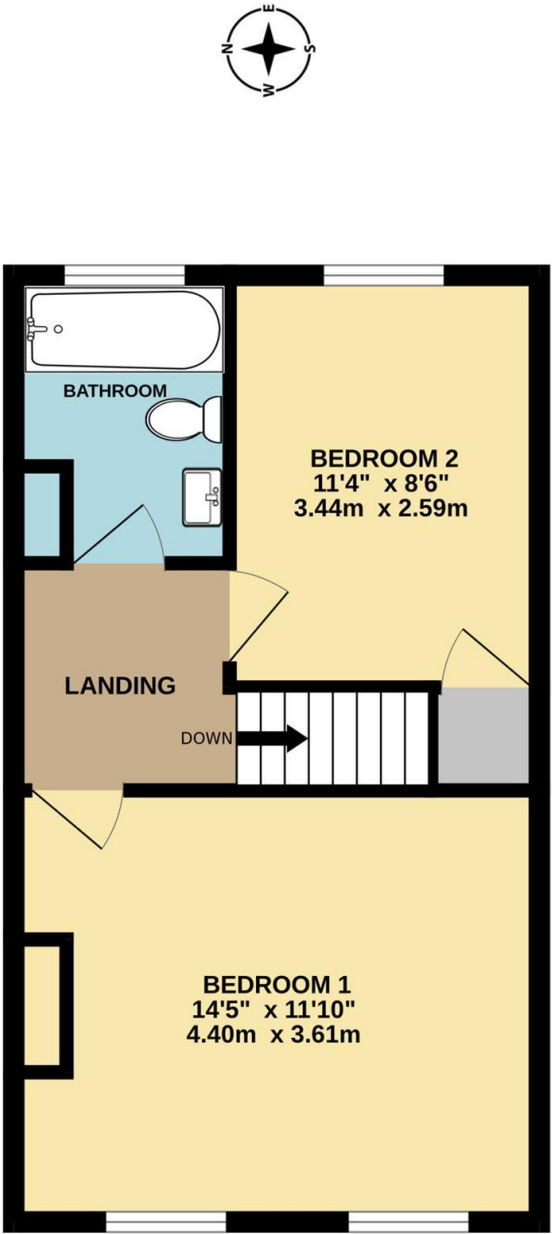 E
N
S
W
BATHROOM
BEDROOM 2
11'4" x 8'6"
3.44m x 2.59m
LANDING
DOWN
BEDROOM 1
14'5" x 11'10"
4.40m x 3.61m